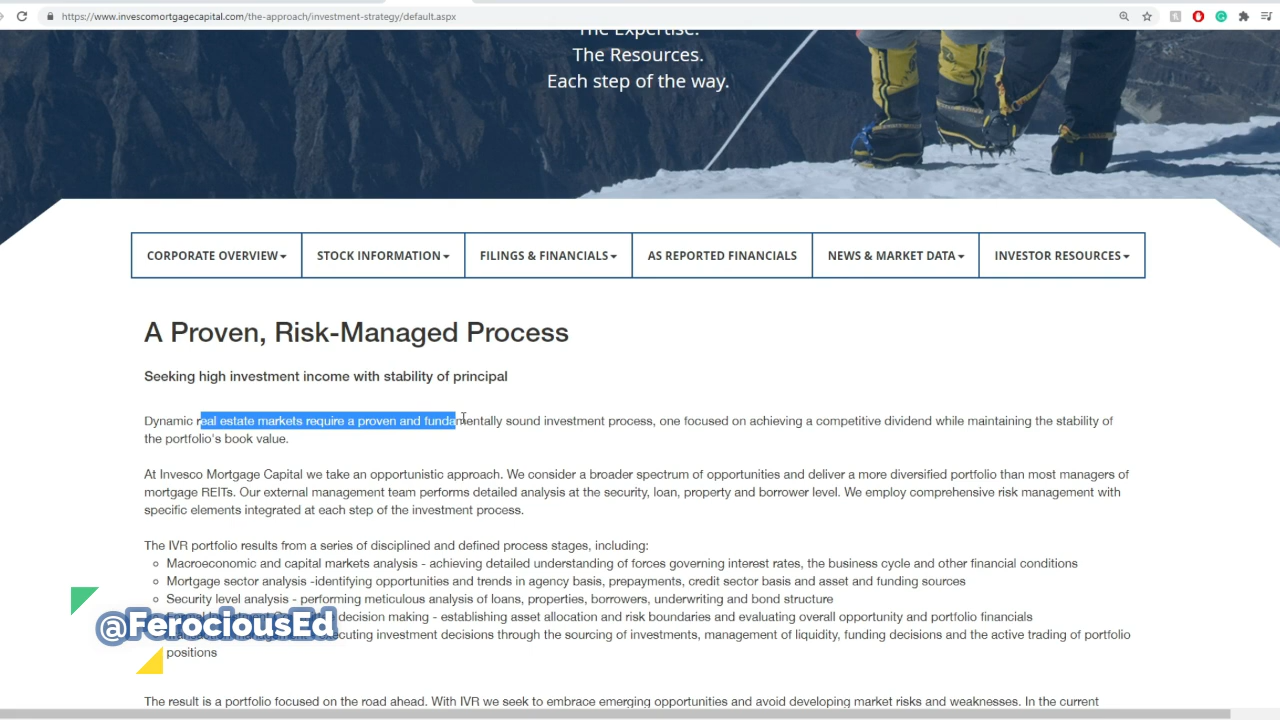 https://www.invescomortgagecapital.com/the-approach/investment-strategy/default.aspx
The Expertise.
The Resources.
Each step of the way.
CORPORATE OVERVIEW
STOCK INFORMATION
FILINGS & FINANCIALS
AS REPORTED FINANCIALS
NEWS & MARKET DATA
INVESTOR RESOURCES
A Proven, Risk-Managed Process
Seeking high investment income with stability of principal
Dynamic real estate markets require a proven and fundamentally sound investment process, one focused on achieving a competitive dividend while maintaining the stability of
the portfolio's book value.
At Invesco Mortgage Capital we take an opportunistic approach. We consider a broader spectrum of opportunities and deliver a more diversified portfolio than most managers of
mortgage REITs. Our external management team performs detailed analysis at the security, loan, property and borrower level. We employ comprehensive risk management with
specific elements integrated at each step of the investment process.
The IVR portfolio results from a series of disciplined and defined process stages, including:
Macroeconomic and capital markets analysis - achieving detailed understanding of forces governing interest rates, the business cycle and other financial conditions
Mortgage sector analysis -identifying opportunities and trends in agency basis, prepayments, credit sector basis and asset and funding sources
Security level analysis - performing meticulous analysis of loans, properties, borrowers, underwriting and bond structure
decision making - establishing asset allocation and risk boundaries and evaluating overall opportunity and portfolio financials
@FerociousEd
investment decisions through the sourcing of investments, management of liquidity, funding decisions and the active trading of portfolio
positions
The result is a portfolio focused on the road ahead. With IVR we seek to embrace emerging opportunities and avoid developing market risks and weaknesses. In the current